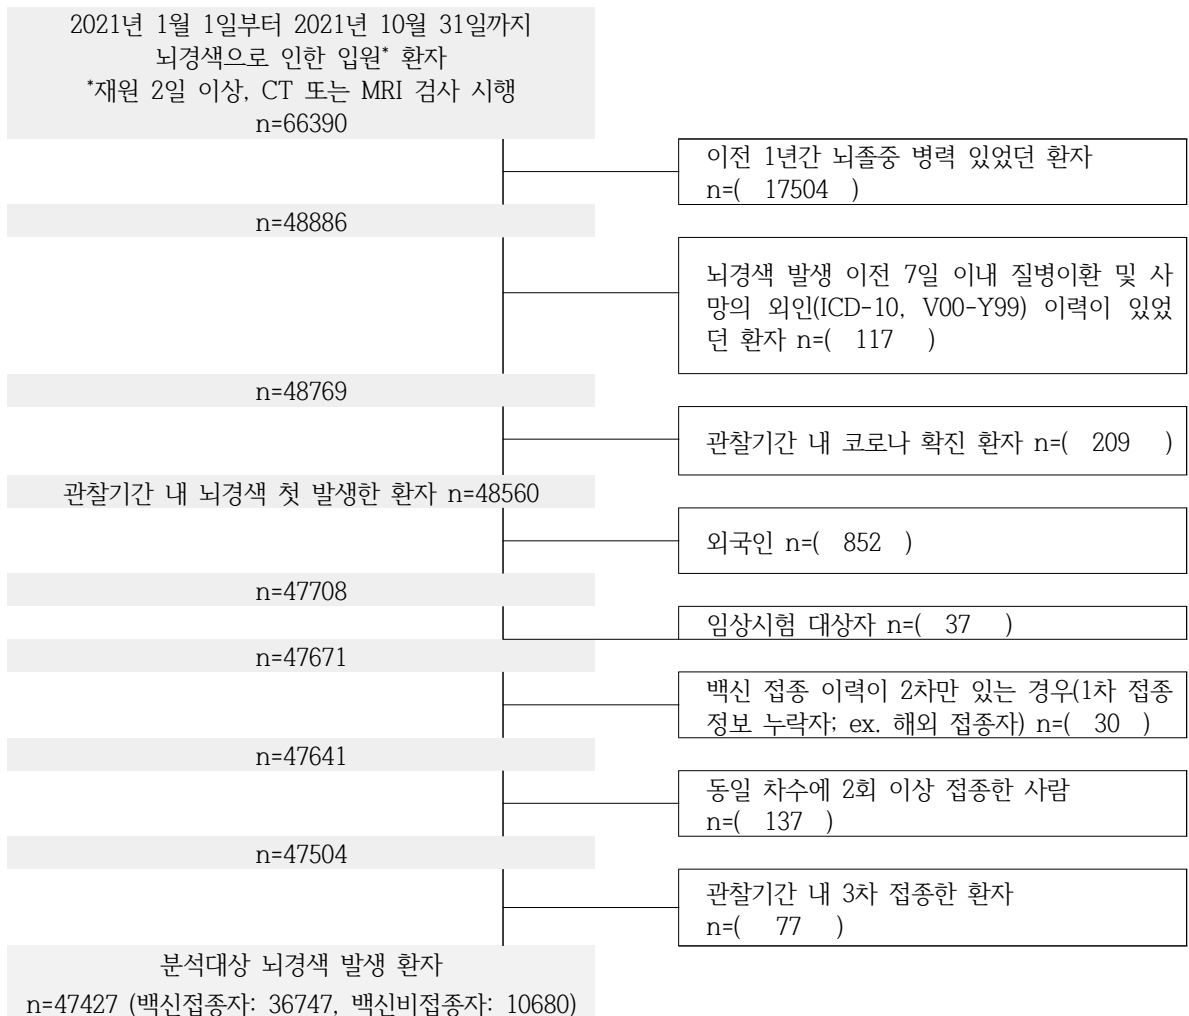 2021년 1월 1일부터 2021년 10월 31일까지
뇌경색으로 인한 입원* 환자
*재원 2일 이상, CT 또는 MRI 검사 시행
n=66390
이전 1년간 뇌졸중 병력 있었던 환자
n=( 17504 )
n=48886
뇌경색 발생 이전 7일 이내 질병이환 및 사
망의 외인(ICD-10, V00-Y99) 이력이 있었
던 환자 n=( 117 )
n=48769
관찰기간 내 코로나 확진 환자 n=( 209 )
관찰기간 내 뇌경색 첫 발생한 환자 n=48560
외국인 n=( 852 )
n=47708
임상시험 대상자 n=( 37 )
n=47671
백신 접종 이력이 2차만 있는 경우(1차 접종
정보 누락자; ex. 해외 접종자) n=( 30 )
n=47641
동일 차수에 2회 이상 접종한 사람
n=( 137 )
n=47504
관찰기간 내 3차 접종한 환자
n=( 77 )
분석대상 뇌경색 발생 환자
n=47427 (백신접종자: 36747, 백신비접종자: 10680)